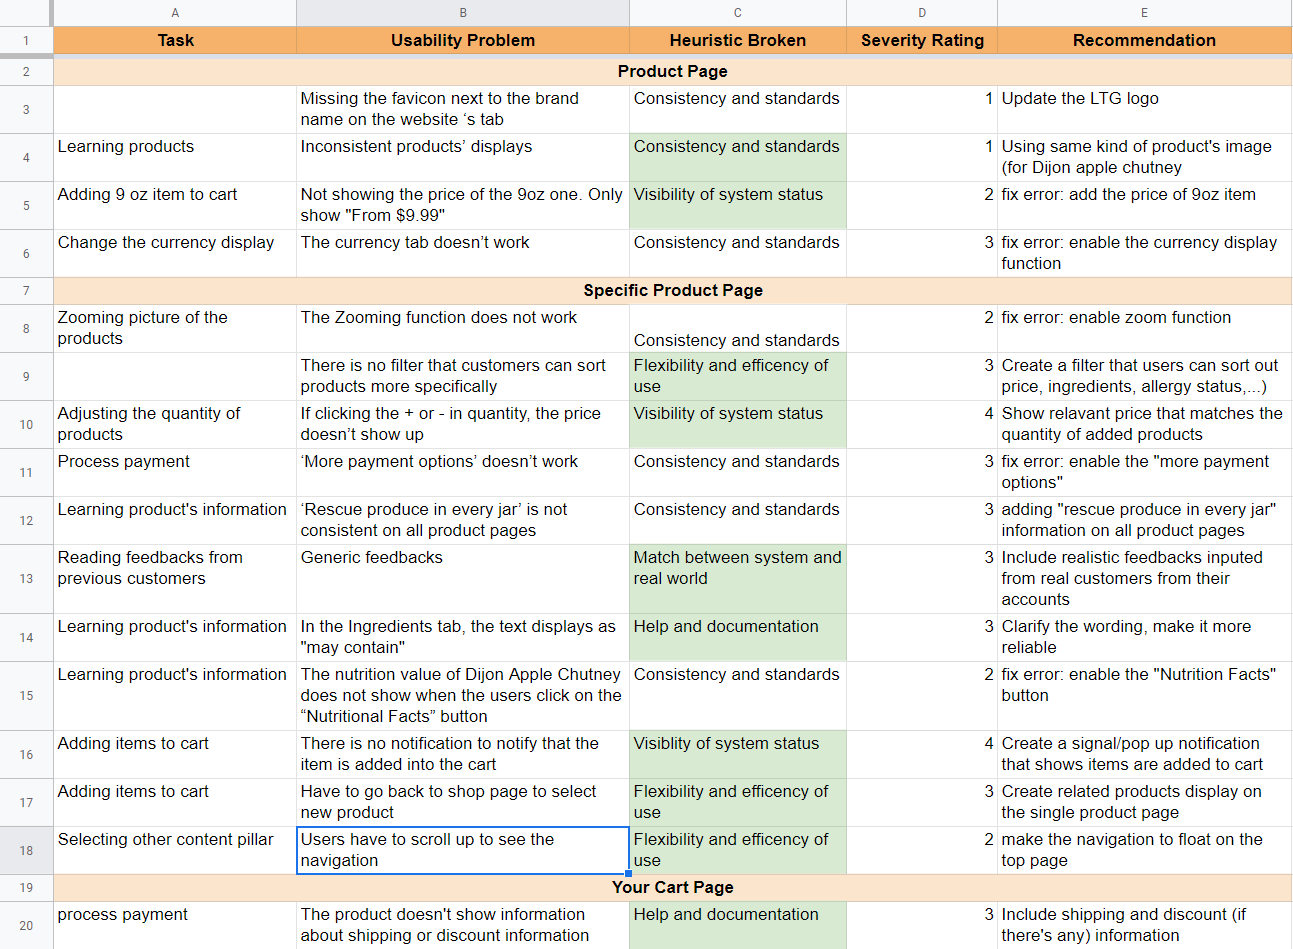 A B C D E
1 Task Usability Problem Heuristic Broken Severity Rating Recommendation
2 Product Page
3 Missing the favicon next to the brand name on the website ‘s tab Consistency and standards 1 Update the LTG logo
4 Learning products Inconsistent products’ displays Consistency and standards 1 Using same kind of product's image (for Dijon apple chutney
5 Adding 9 oz item to cart Not showing the price of the 9oz one. Only show "From $9.99" Visibility of system status 2 fix error: add the price of 9oz item
6 Change the currency display The currency tab doesn’t work Consistency and standards 3 fix error: enable the currency display function
7 Specific Product Page
8 Zooming picture of the products The Zooming function does not work Consistency and standards 2 fix error: enable zoom function
9 There is no filter that customers can sort products more specifically Flexibility and efficency of use 3 Create a filter that users can sort out price, ingredients, allergy status,...)
10 Adjusting the quantity of products If clicking the + or - in quantity, the price doesn’t show up Visibility of system status 4 Show relavant price that matches the quantity of added products
11 Process payment ‘More payment options’ doesn’t work Consistency and standards 3 fix error: enable the "more payment options"
12 Learning product's information ‘Rescue produce in every jar’ is not consistent on all product pages Consistency and standards 3 adding "rescue produce in every jar" information on all product pages
13 Reading feedbacks from previous customers Generic feedbacks Match between system and real world 3 Include realistic feedbacks inputed from real customers from their accounts
14 Learning product's information In the Ingredients tab, the text displays as "may contain" Help and documentation 3 Clarify the wording, make it more reliable
15 Learning product's information The nutrition value of Dijon Apple Chutney does not show when the users click on the “Nutritional Facts” button Consistency and standards 2 fix error: enable the "Nutrition Facts" button
16 Adding items to cart There is no notification to notify that the item is added into the cart Visiblity of system status 4 Create a signal/pop up notification that shows items are added to cart
17 Adding items to cart Have to go back to shop page to select new product Flexibility and efficency of use 3 Create related products display on the single product page
18 Selecting other content pillar Users have to scroll up to see the navigation Flexibility and efficency of use 2 make the navigation to float on the top page
19 Your Cart Page
20 process payment The product doesn't show information about shipping or discount information Help and documentation 3 Include shipping and discount (if there's any) information